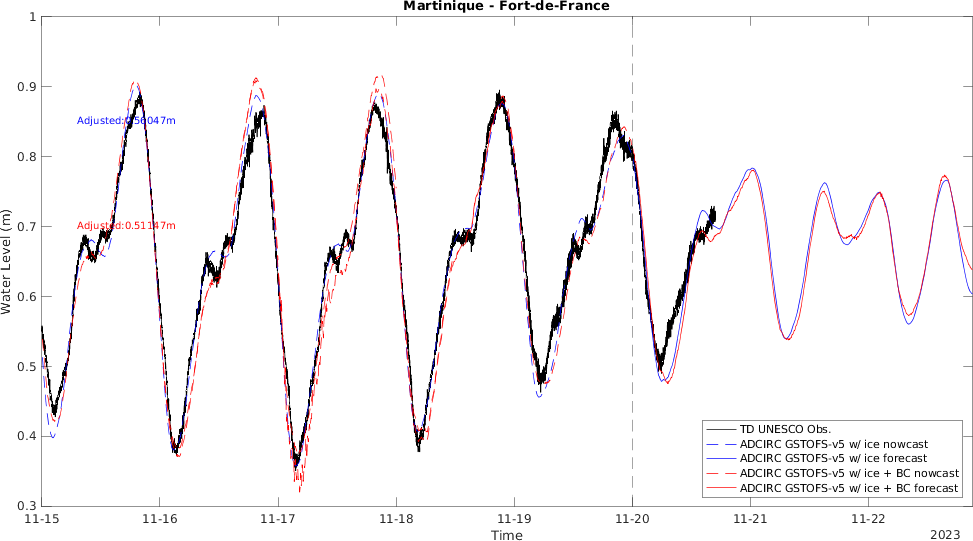 Martinique - Fort-de-France
Water Level (m)
1
0.9
0.8
0.7
0.6
0.5
0.4
0.3
Adjusted:0.56047m
Adjusted:0.51147m
TD UNESCO Obs.
ADCIRC GSTOFS-v5 w/ ice nowcast
ADCIRC GSTOFS-v5 w/ ice forecast
ADCIRC GSTOFS-v5 w/ ice + BC nowcast
ADCIRC GSTOFS-v5 w/ ice + BC forecast
11-15 11-16 11-17 11-18 11-19 11-20 11-21 11-22
Time
2023